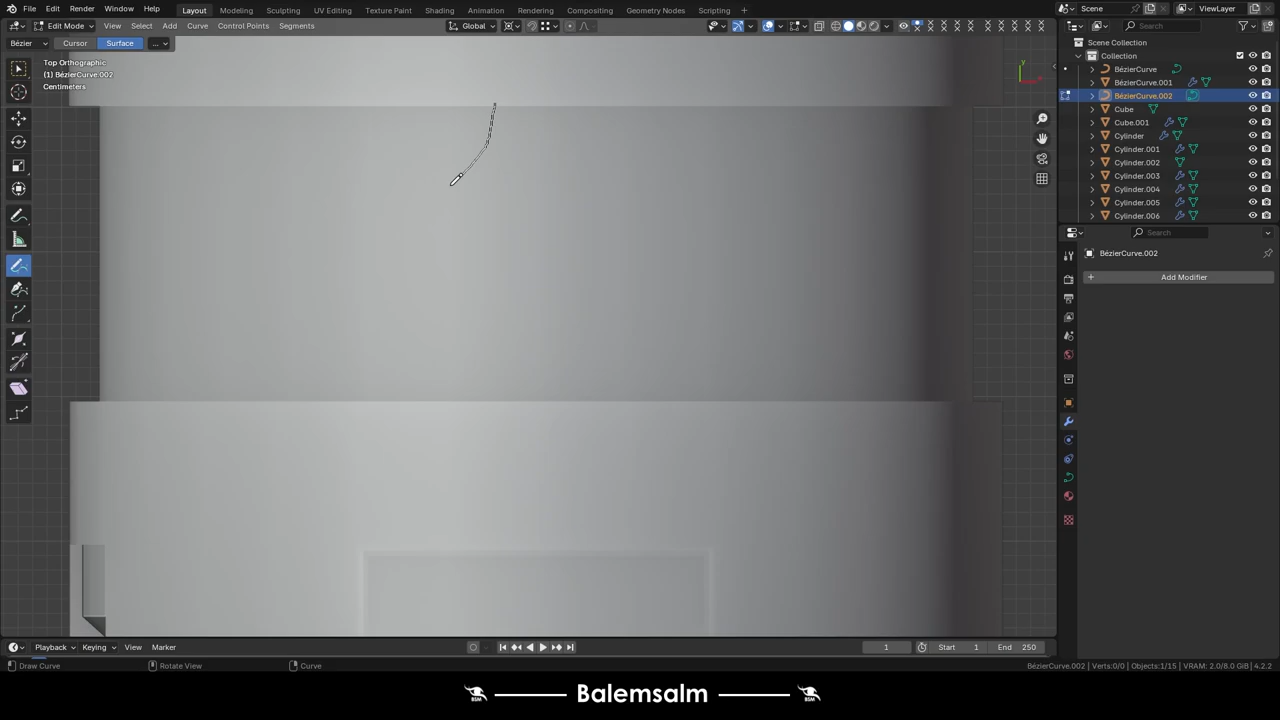 File Edit Render Window Help Layout Modeling Sculpting UV Editing Texture Paint Shading Animation Rendering Compositing Geometry Nodes Scripting + Scene ViewLayer
Edit Mode View Select Add Curve Control Points Segments Global Search
Bézier Cursor Surface ...
Top Orthographic
(1) BézierCurve.002
Centimeters
Scene Collection
Collection
BézierCurve
BézierCurve.001
BézierCurve.002
Cube
Cube.001
Cylinder
Cylinder.001
Cylinder.002
Cylinder.003
Cylinder.004
Cylinder.005
Cylinder.006
Search
BézierCurve.002
+ Add Modifier
Playback Keying View Marker 1 Start 1 End 250
Draw Curve Rotate View Curve BézierCurve.002 | Verts:0/0 | Objects:1/15 | VRAM: 2.0/8.0 GiB | 4.2.2
BSM Balemsalm BSM